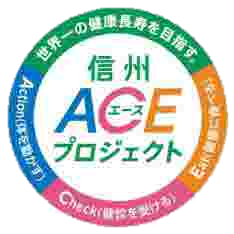 世界一の健康長寿を目指す。
信州
ACE
エース
プロジェクト
Action(体を動かす)
Check(健診を受ける)
Eat(健康に食べる)